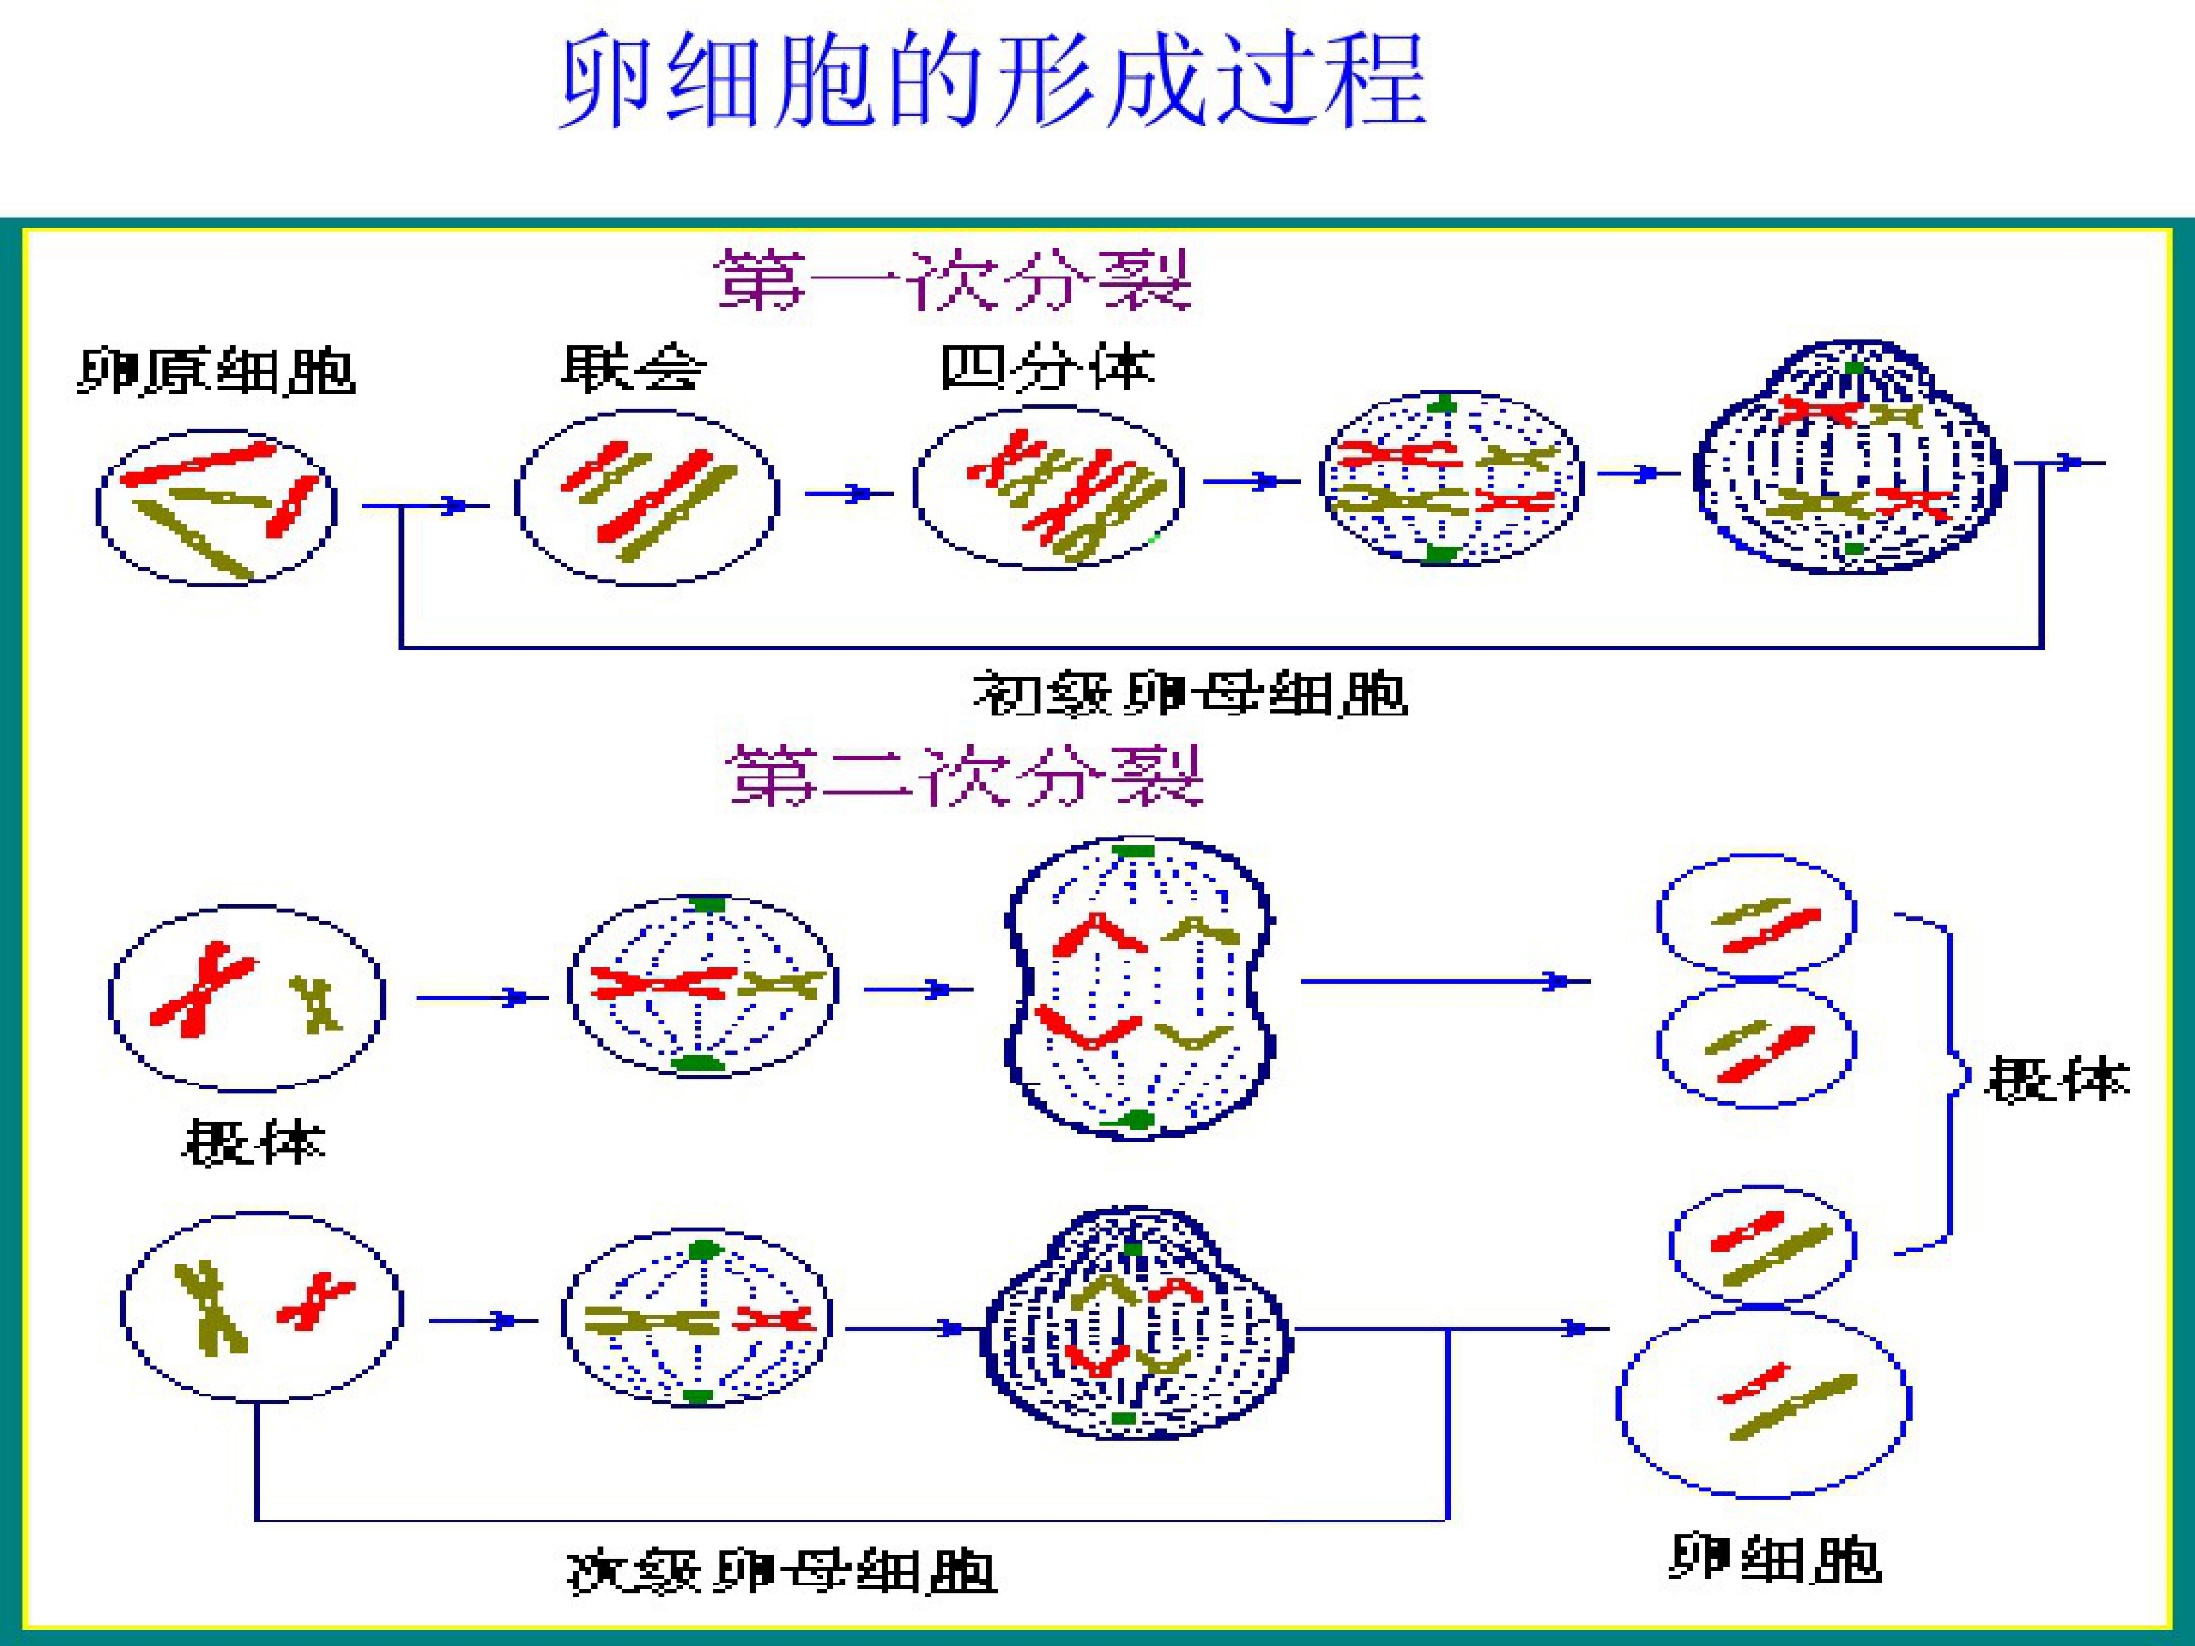 卵细胞的形成过程
第一次分裂
卵原细胞
联会
四分体
初级卵母细胞
第二次分裂
极体
极体
次级卵母细胞
卵细胞